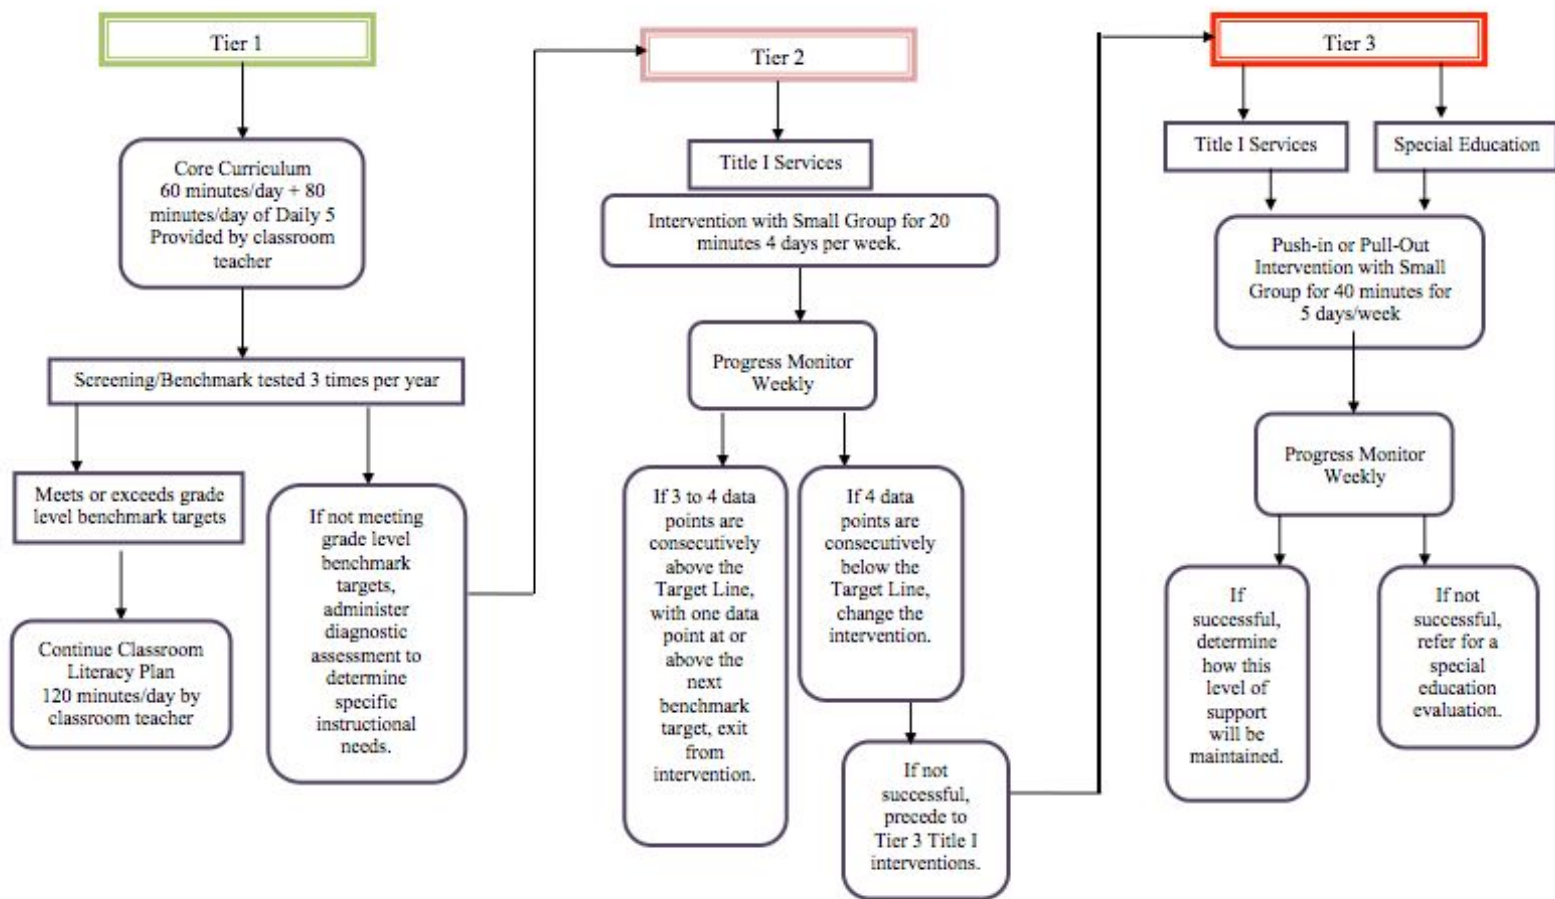 Tier 1
Core Curriculum
60 minutes/day + 80
minutes/day of Daily 5
Provided by classroom
teacher
Screening/Benchmark tested 3 times per year
Meets or exceeds grade
level benchmark targets
Continue Classroom
Literacy Plan
120 minutes/day by
classroom teacher
If not meeting
grade level
benchmark
targets,
administer
diagnostic
assessment to
determine
specific
instructional
needs.
Tier 2
Title I Services
Intervention with Small Group for 20
minutes 4 days per week.
Progress Monitor
Weekly
If 3 to 4 data
points are
consecutively
above the
Target Line,
with one data
point at or
above the
next
benchmark
target, exit
from
intervention.
If 4 data
points are
consecutively
below the
Target Line,
change the
intervention.
If not
successful,
precede to
Tier 3 Title I
interventions.
Tier 3
Title I Services
Special Education
Push-in or Pull-Out
Intervention with Small
Group for 40 minutes for
5 days/week
Progress Monitor
Weekly
If
successful,
determine
how this
level of
support
will be
maintained.
If not
successful,
refer for a
special
education
evaluation.